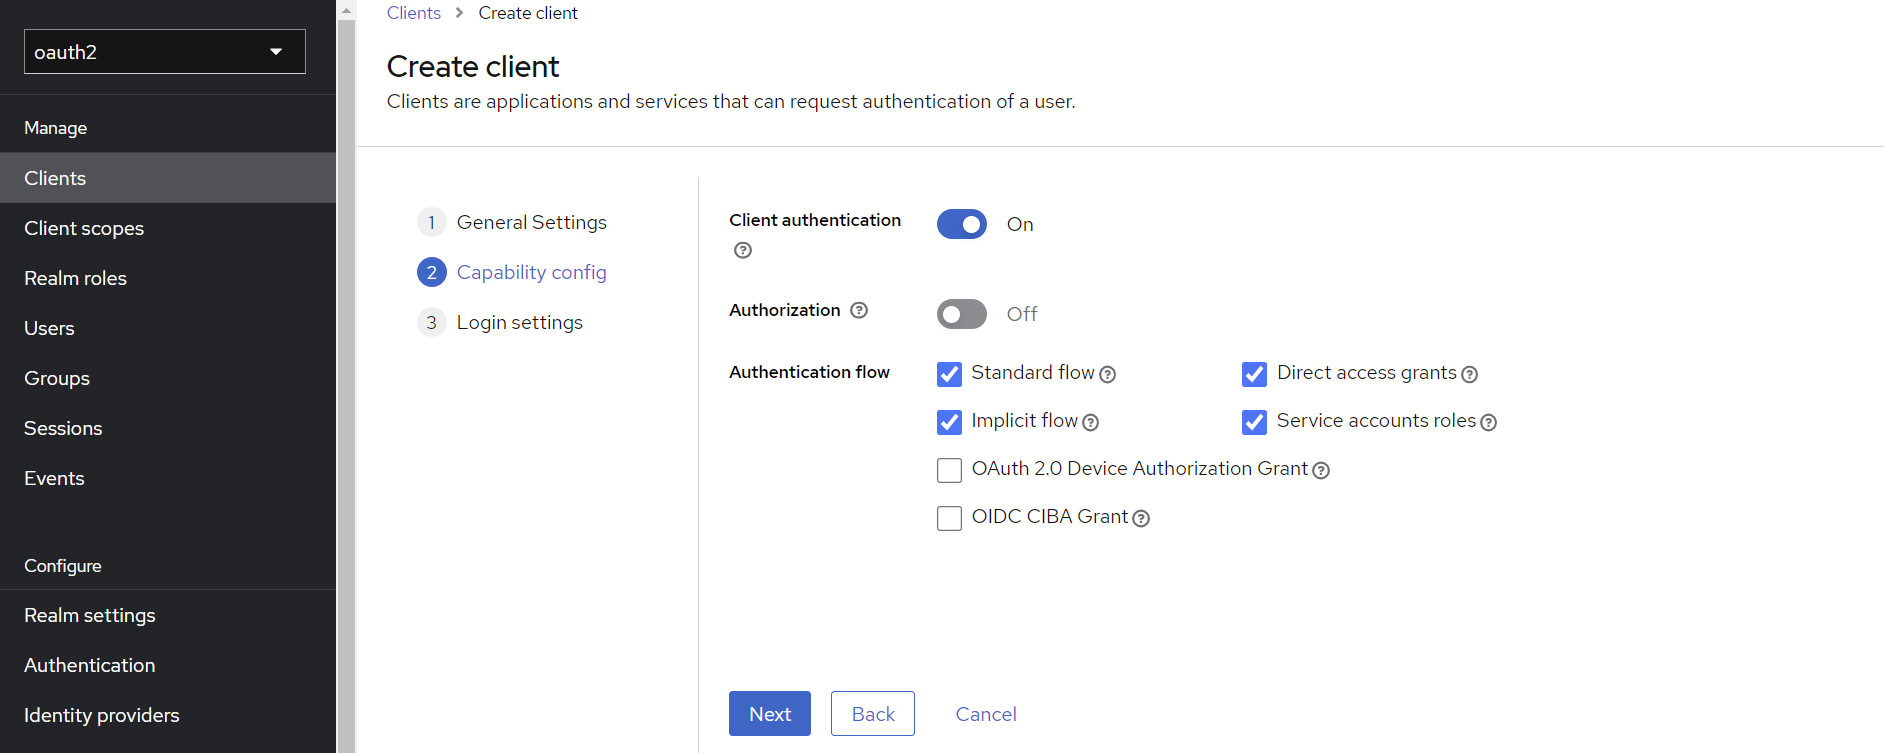 oauth2
Manage
Clients
Client scopes
Realm roles
Users
Groups
Sessions
Events
Configure
Realm settings
Authentication
Identity providers
Clients > Create client
Create client
Clients are applications and services that can request authentication of a user.
1 General Settings
2 Capability config
3 Login settings
Client authentication ? On
Authorization ? Off
Authentication flow
Standard flow ? Direct access grants ?
Implicit flow ? Service accounts roles ?
OAuth 2.0 Device Authorization Grant ?
OIDC CIBA Grant ?
Next Back Cancel